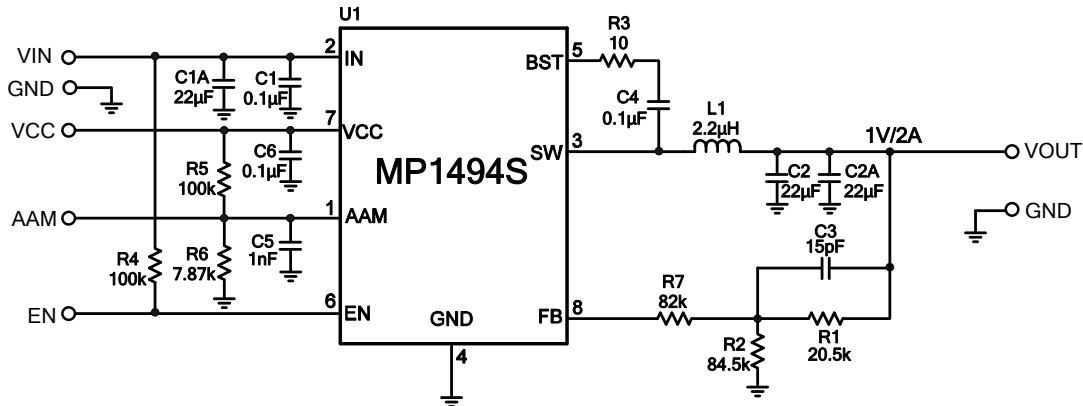 U1
VIN
GND
VCC
AAM
EN
C1A
22µF
C1
0.1µF
R5
100k
C6
0.1µF
R4
100k
R6
7.87k
C5
1nF
2
IN
7
VCC
1
AAM
6
EN
MP1494S
GND
4
BST
5
SW
3
FB
8
R3
10
C4
0.1µF
L1
2.2µH
1V/2A
C2
22µF
C2A
22µF
VOUT
GND
C3
15pF
R7
82k
R2
84.5k
R1
20.5k